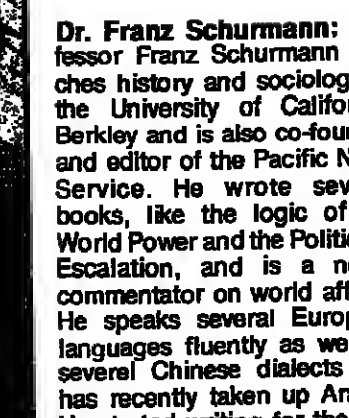 Dr. Franz Schurmann:
fessor Franz Schurmann
ches history and sociolog
the University of Califor
Berkley and is also co-foun
and editor of the Pacific N
Service. He wrote sev
books, like the logic of
World Power and the Politic
Escalation, and is a no
commentator on world aff
He speaks several Europ
languages fluently as we
severel Chinese dialects
has recently taken up Ar